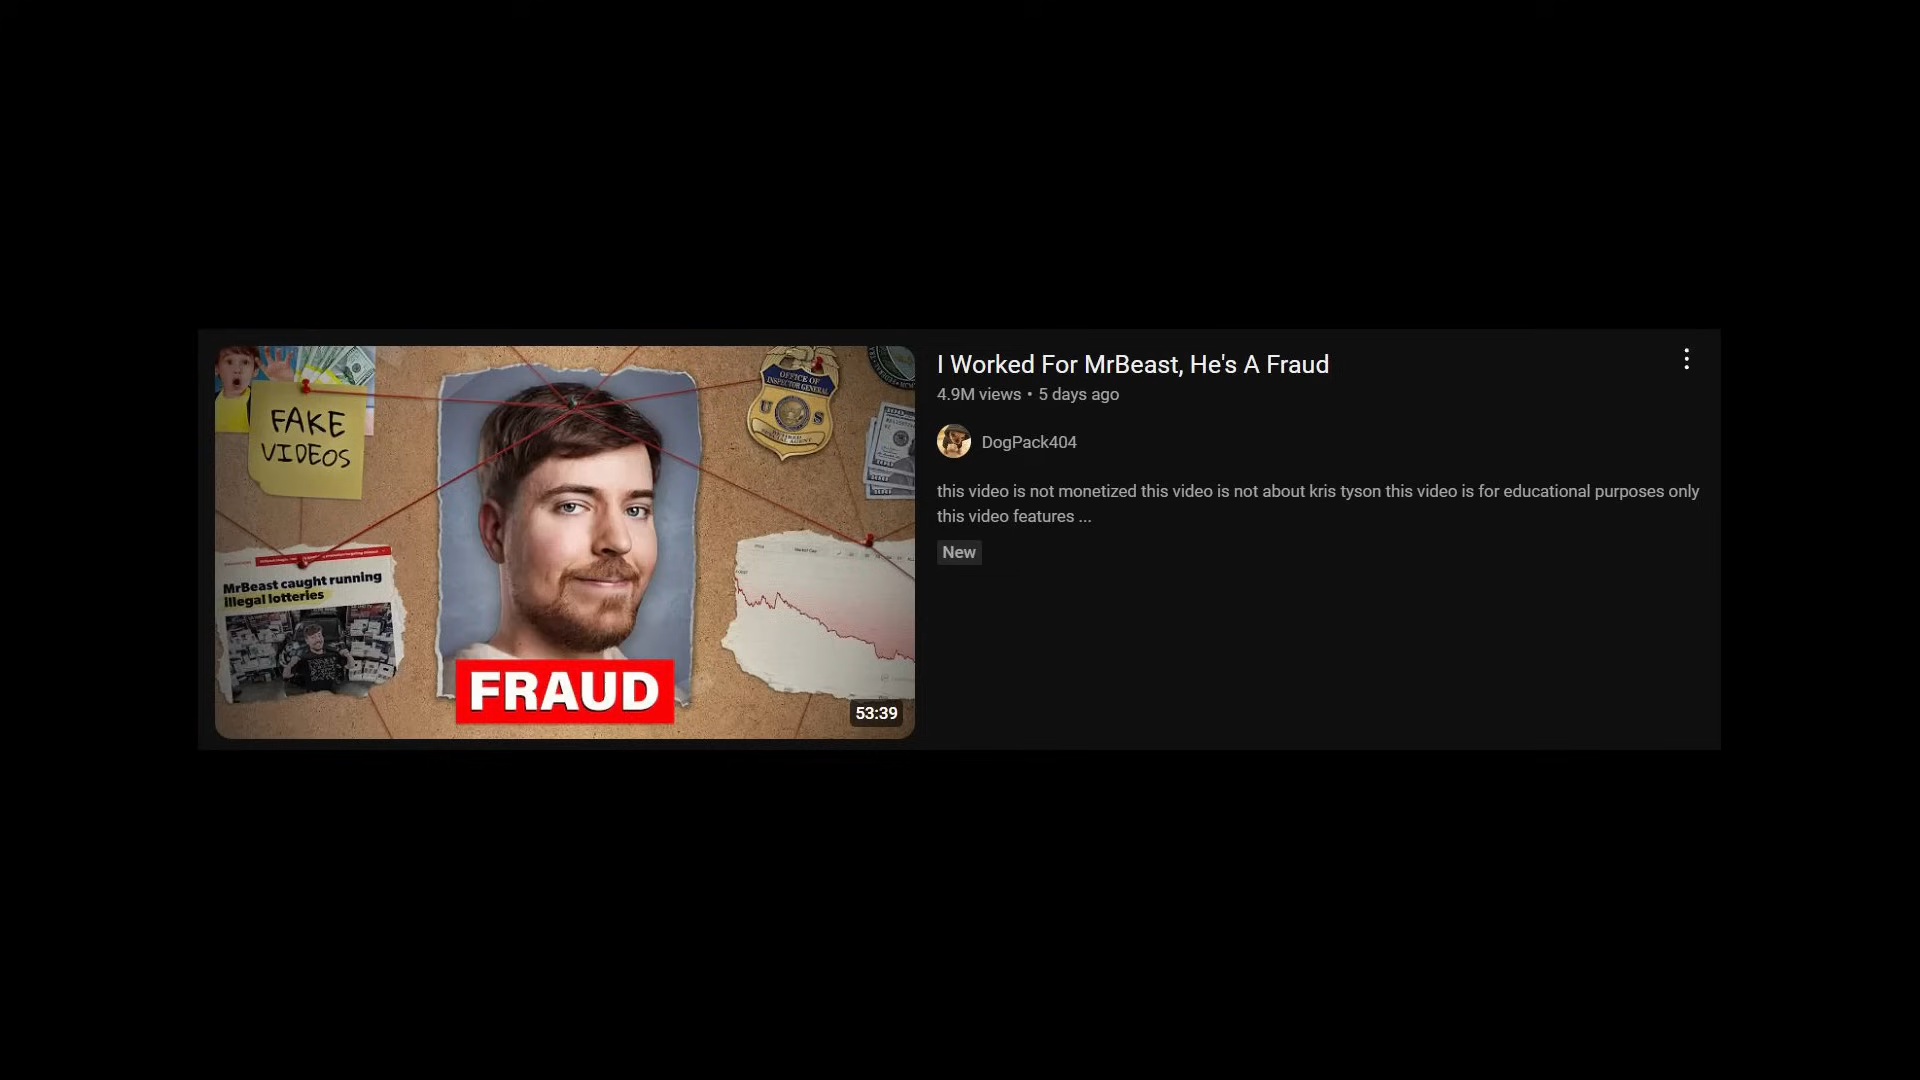 FAKE
VIDEOS
OFFICE OF
INSPECTOR GENERAL
U S
MrBeast caught running
illegal lotteries
FRAUD
53:39
I Worked For MrBeast, He's A Fraud
4.9M views • 5 days ago
DogPack404
this video is not monetized this video is not about kris tyson this video is for educational purposes only
this video features ...
New